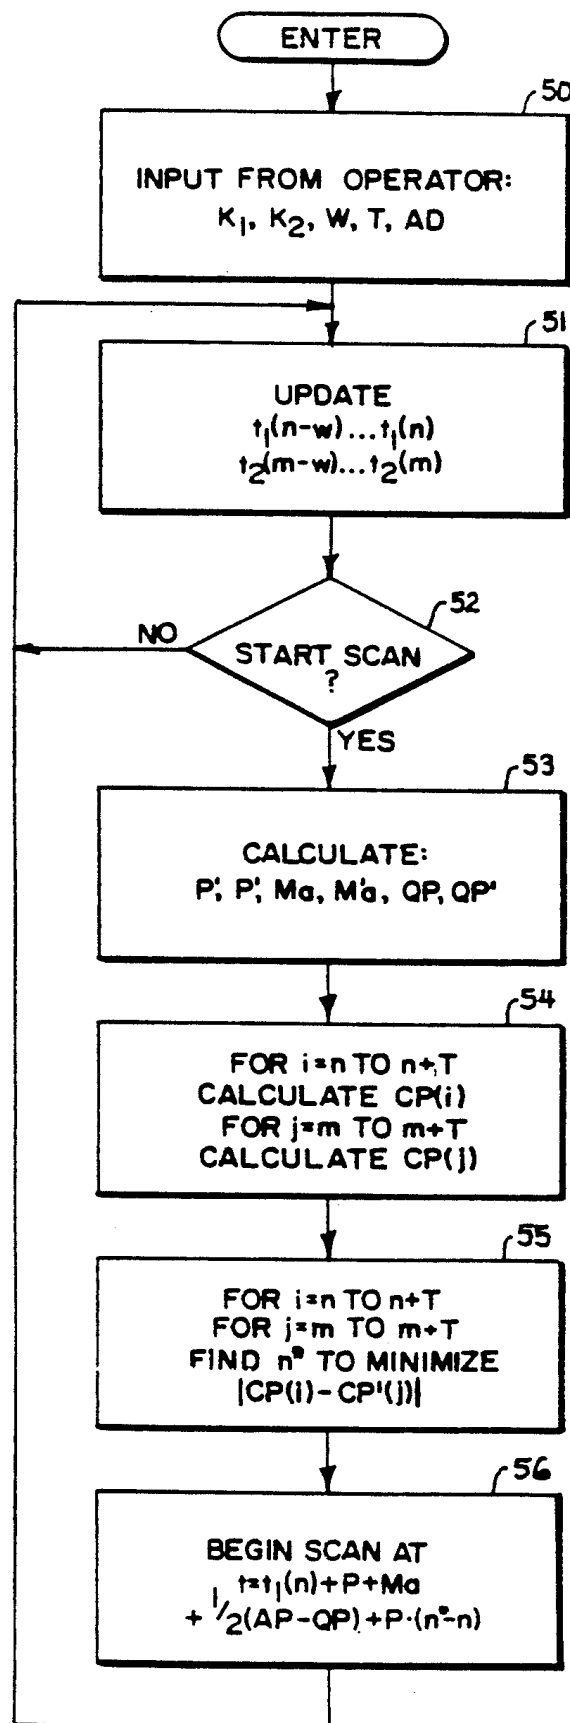 ENTER
50
INPUT FROM OPERATOR:
K₁, K₂, W, T, AD
51
UPDATE
t₁(n-w)...t₁(n)
t₂(m-w)...t₂(m)
52
NO
START SCAN
?
YES
53
CALCULATE:
P', P', Ma, M'a, QP, QP'
54
FOR i=n TO n+T
CALCULATE CP(i)
FOR j=m TO m+T
CALCULATE CP(j)
55
FOR i=n TO n+T
FOR j=m TO m+T
FIND n* TO MINIMIZE
|CP(i)-CP'(j)|
56
BEGIN SCAN AT
t=t₁(n)+P+Ma
+ 1/2(AP-QP)+P·(n*-n)